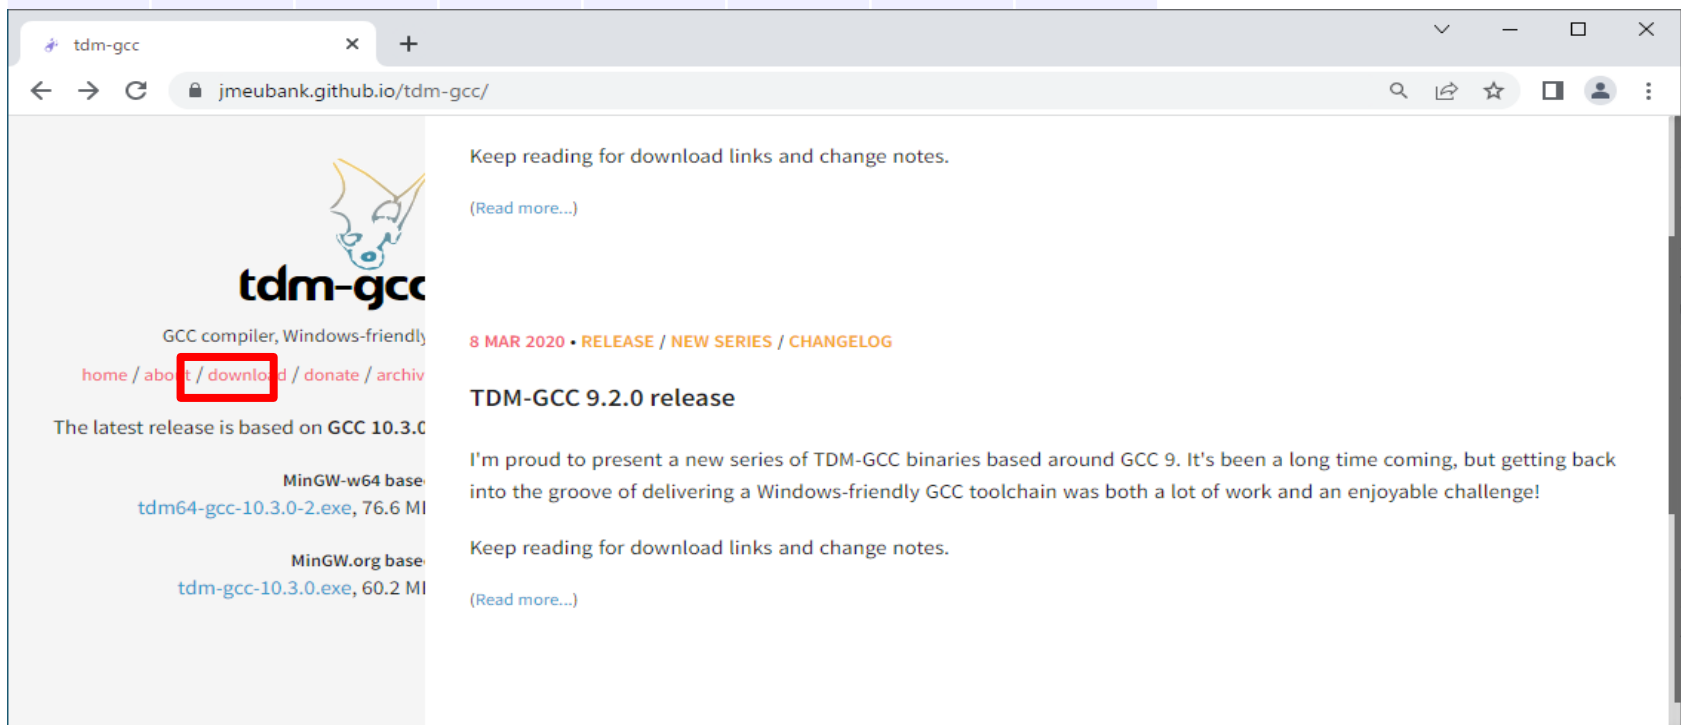 tdm-gcc
jmeubank.github.io/tdm-gcc/
tdm-gcc
GCC compiler, Windows-friendly
home / about / download / donate / archiv
The latest release is based on GCC 10.3.0
MinGW-w64 base
tdm64-gcc-10.3.0-2.exe, 76.6 MI
MinGW.org base
tdm-gcc-10.3.0.exe, 60.2 MI
Keep reading for download links and change notes.
(Read more...)
8 MAR 2020 • RELEASE / NEW SERIES / CHANGELOG
TDM-GCC 9.2.0 release
I'm proud to present a new series of TDM-GCC binaries based around GCC 9. It's been a long time coming, but getting back
into the groove of delivering a Windows-friendly GCC toolchain was both a lot of work and an enjoyable challenge!
Keep reading for download links and change notes.
(Read more...)